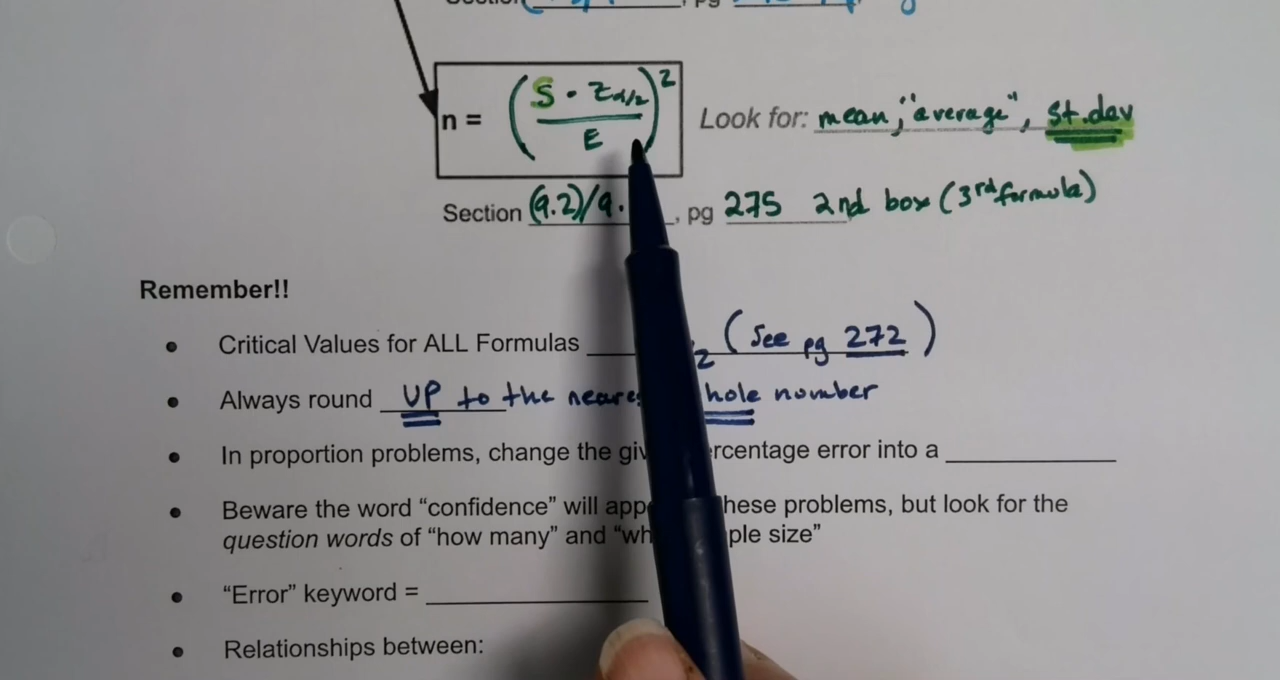 n = (S · Zα/2 / E)²
Look for: mean, "average", St.dev
Section (9.2)/9. , pg 275 2nd box (3rd formula)
Remember!!
• Critical Values for ALL Formulas 2 (See pg 272)
• Always round UP to the neares hole number
• In proportion problems, change the giv rcentage error into a
• Beware the word “confidence” will app hese problems, but look for the
question words of “how many” and “wh ple size”
• “Error” keyword =
• Relationships between: